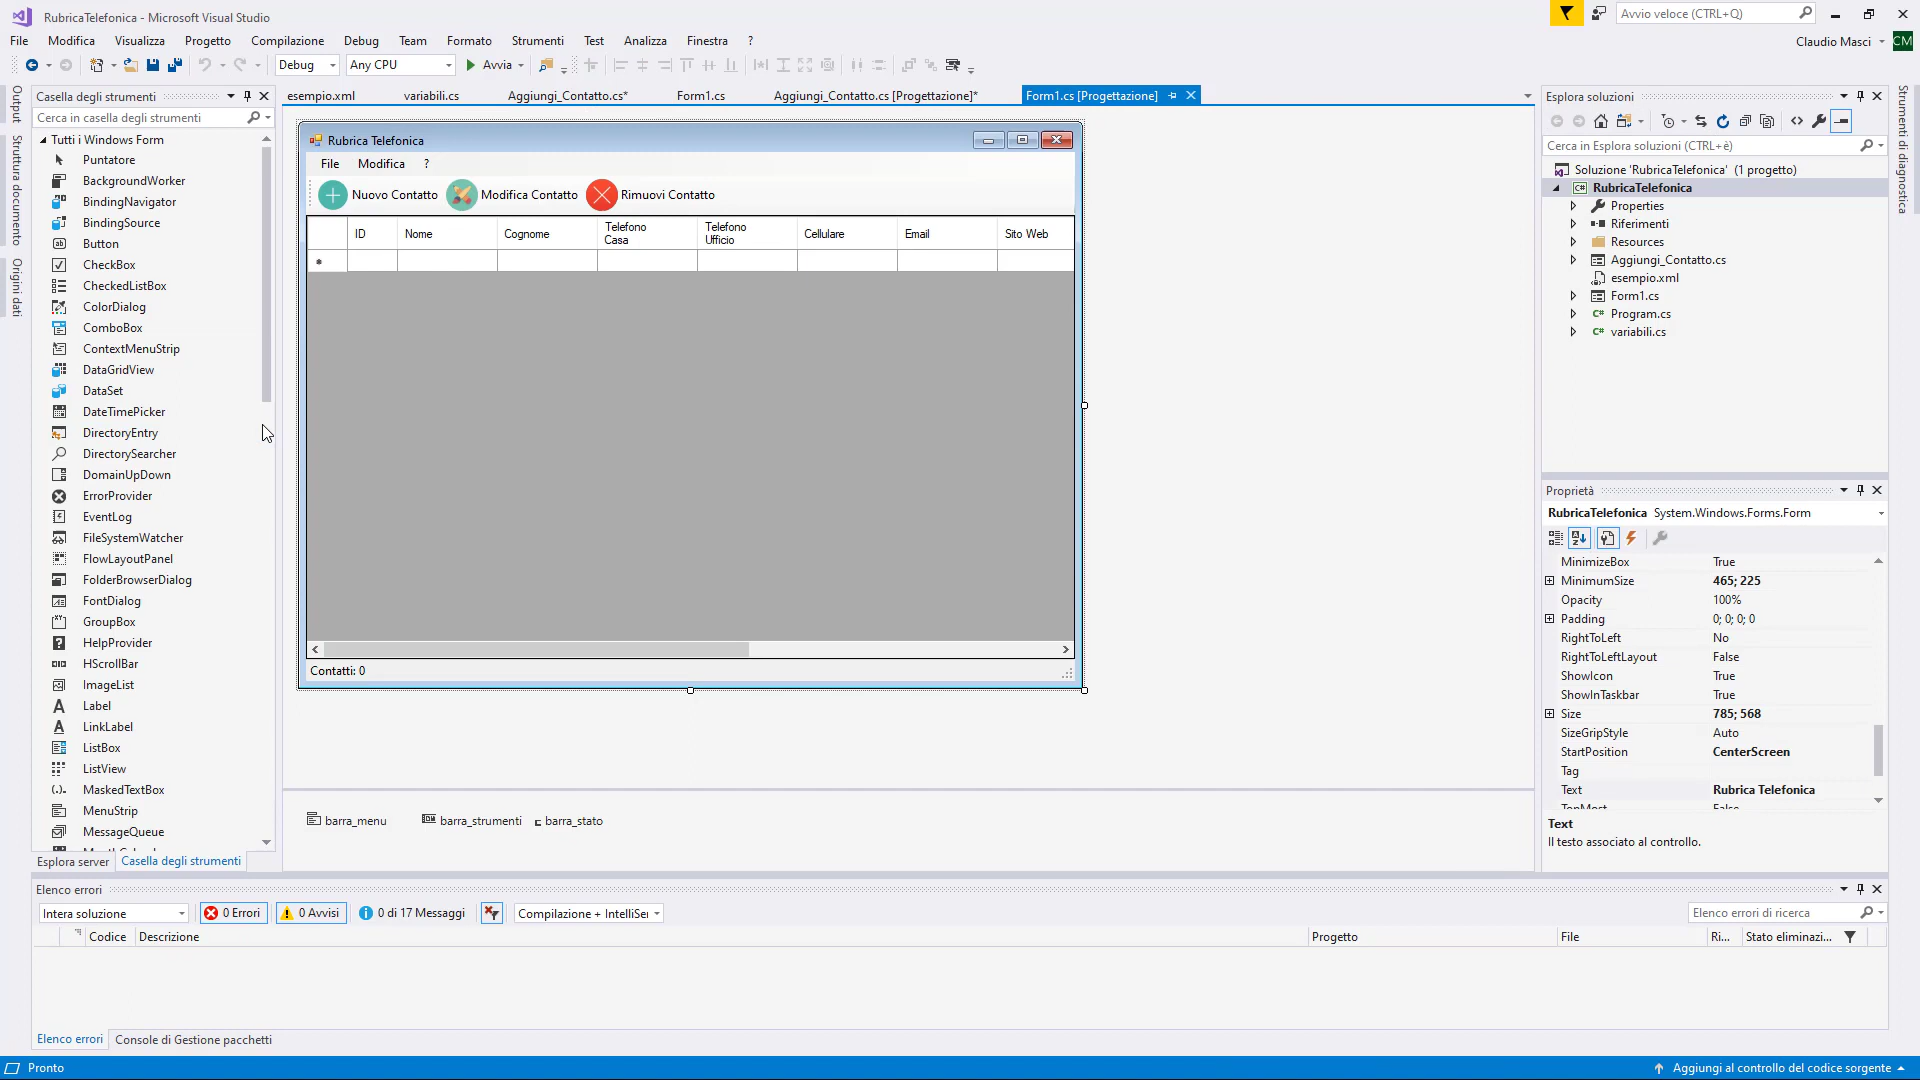 RubricaTelefonica - Microsoft Visual Studio
Avvio veloce (CTRL+Q)
File Modifica Visualizza Progetto Compilazione Debug Team Formato Strumenti Test Analizza Finestra ?
Claudio Masci CM
Debug Any CPU Avvia
Output
Struttura documento
Origini dati
Casella degli strumenti
Cerca in casella degli strumenti
Tutti i Windows Form
Puntatore
BackgroundWorker
BindingNavigator
BindingSource
Button
CheckBox
CheckedListBox
ColorDialog
ComboBox
ContextMenuStrip
DataGridView
DataSet
DateTimePicker
DirectoryEntry
DirectorySearcher
DomainUpDown
ErrorProvider
EventLog
FileSystemWatcher
FlowLayoutPanel
FolderBrowserDialog
FontDialog
GroupBox
HelpProvider
HScrollBar
ImageList
Label
LinkLabel
ListBox
ListView
MaskedTextBox
MenuStrip
MessageQueue
Esplora server Casella degli strumenti
esempio.xml variabili.cs Aggiungi_Contatto.cs* Form1.cs Aggiungi_Contatto.cs [Progettazione]* Form1.cs [Progettazione]
Rubrica Telefonica
File Modifica ?
Nuovo Contatto Modifica Contatto Rimuovi Contatto
ID Nome Cognome Telefono Casa Telefono Ufficio Cellulare Email Sito Web
Contatti: 0
barra_menu barra_strumenti barra_stato
Esplora soluzioni
Cerca in Esplora soluzioni (CTRL+è)
Soluzione 'RubricaTelefonica' (1 progetto)
RubricaTelefonica
Properties
Riferimenti
Resources
Aggiungi_Contatto.cs
esempio.xml
Form1.cs
Program.cs
variabili.cs
Strumenti di diagnostica
Proprietà
RubricaTelefonica System.Windows.Forms.Form
MinimizeBox True
MinimumSize 465; 225
Opacity 100%
Padding 0; 0; 0; 0
RightToLeft No
RightToLeftLayout False
ShowIcon True
ShowInTaskbar True
Size 785; 568
SizeGripStyle Auto
StartPosition CenterScreen
Tag
Text Rubrica Telefonica
TopMost False
Text
Il testo associato al controllo.
Elenco errori
Intera soluzione 0 Errori 0 Avvisi 0 di 17 Messaggi Compilazione + IntelliSe
Elenco errori di ricerca
Codice Descrizione Progetto File Ri... Stato eliminazi...
Elenco errori Console di Gestione pacchetti
Pronto
Aggiungi al controllo del codice sorgente